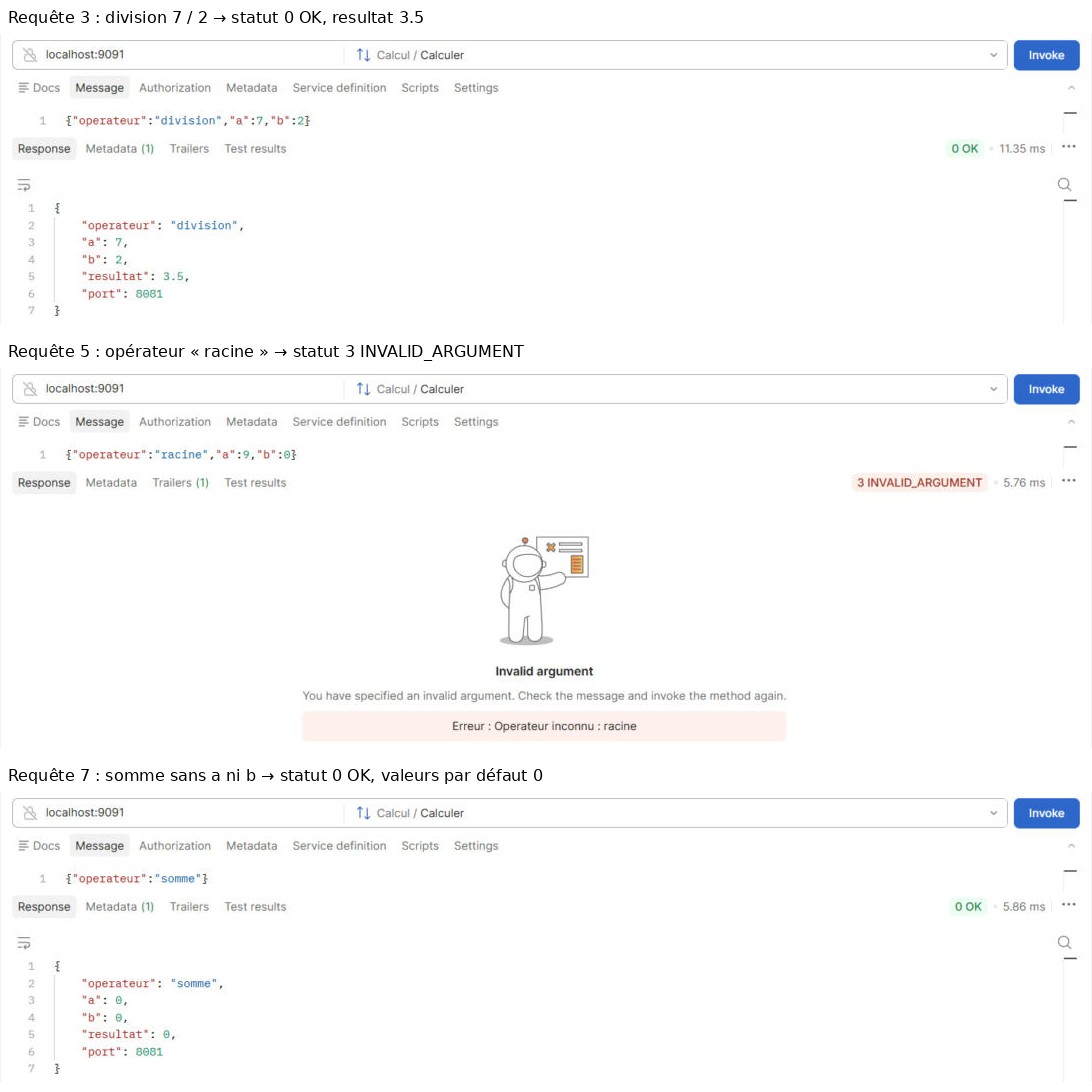 Requête 3 : division 7 / 2 → statut 0 OK, resultat 3.5
localhost:9091 Calcul / Calculer Invoke
Docs Message Authorization Metadata Service definition Scripts Settings
1 {"operateur":"division","a":7,"b":2}
Response Metadata (1) Trailers Test results 0 OK • 11.35 ms
1 {
2 "operateur": "division",
3 "a": 7,
4 "b": 2,
5 "resultat": 3.5,
6 "port": 8081
7 }
Requête 5 : opérateur « racine » → statut 3 INVALID_ARGUMENT
localhost:9091 Calcul / Calculer Invoke
Docs Message Authorization Metadata Service definition Scripts Settings
1 {"operateur":"racine","a":9,"b":0}
Response Metadata Trailers (1) Test results 3 INVALID_ARGUMENT • 5.76 ms
Invalid argument
You have specified an invalid argument. Check the message and invoke the method again.
Erreur : Operateur inconnu : racine
Requête 7 : somme sans a ni b → statut 0 OK, valeurs par défaut 0
localhost:9091 Calcul / Calculer Invoke
Docs Message Authorization Metadata Service definition Scripts Settings
1 {"operateur":"somme"}
Response Metadata (1) Trailers Test results 0 OK • 5.86 ms
1 {
2 "operateur": "somme",
3 "a": 0,
4 "b": 0,
5 "resultat": 0,
6 "port": 8081
7 }